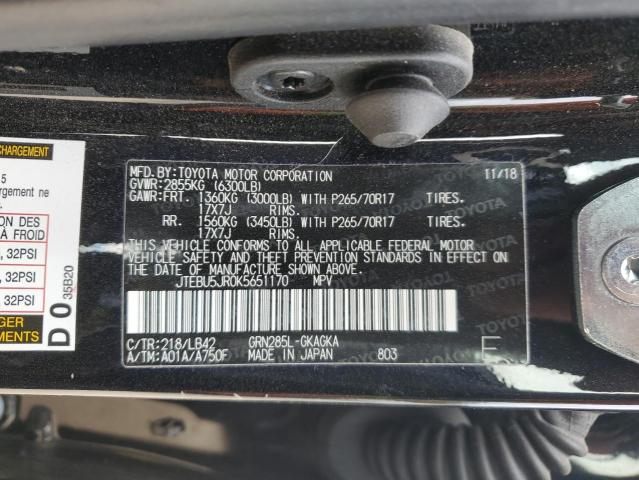 CHARGEMENT
5
argement ne
s.
ION DES
À FROID
, 32PSI
, 32PSI
, 32PSI
GER
EMENTS
D 0 35B20
MFD.BY:TOYOTA MOTOR CORPORATION 11/18
GVWR:2855KG (6300LB)
GAWR:FRT. 1360KG (3000LB) WITH P265/70R17 TIRES.
17X7J RIMS.
RR. 1560KG (3450LB) WITH P265/70R17 TIRES.
17X7J RIMS.
THIS VEHICLE CONFORMS TO ALL APPLICABLE FEDERAL MOTOR
VEHICLE SAFETY AND THEFT PREVENTION STANDARDS IN EFFECT
ON THE DATE OF MANUFACTURE SHOWN ABOVE.
JTEBU5JR0K5651170 MPV
C/TR:218/LB42 GRN285L-GKAGKA
A/TM:A01A/A750F MADE IN JAPAN 803 E